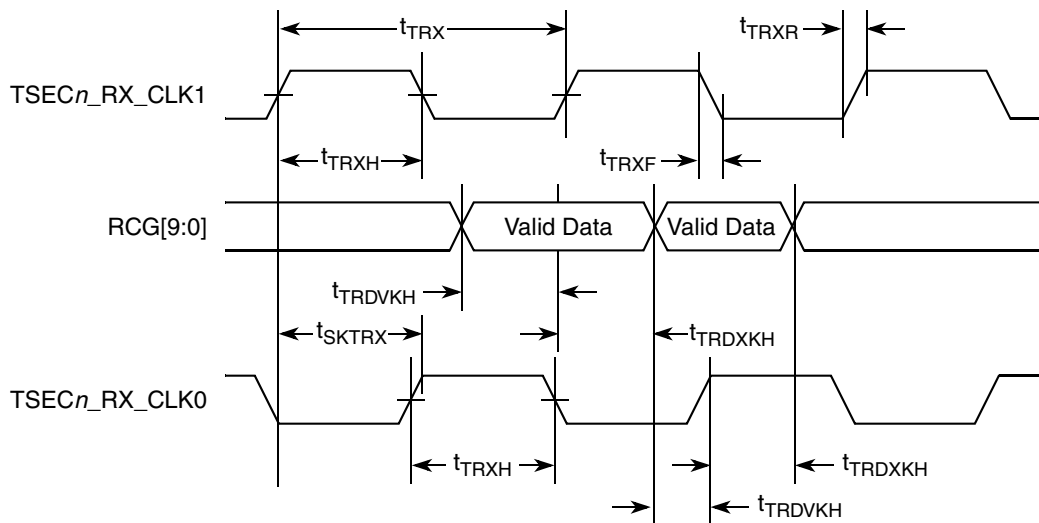 tTRX
tTRXR
TSECn_RX_CLK1
tTRXH
tTRXF
RCG[9:0]
Valid Data
Valid Data
tTRDVKH
tSKTRX
tTRDXKH
TSECn_RX_CLK0
tTRXH
tTRDXKH
tTRDVKH